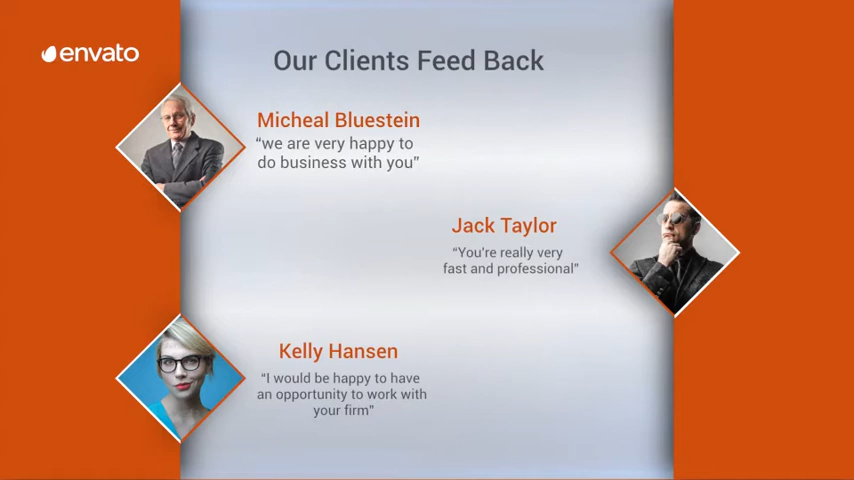 envato
Our Clients Feed Back
Micheal Bluestein
“we are very happy to
do business with you”
Jack Taylor
“You're really very
fast and professional”
Kelly Hansen
“I would be happy to have
an opportunity to work with
your firm”